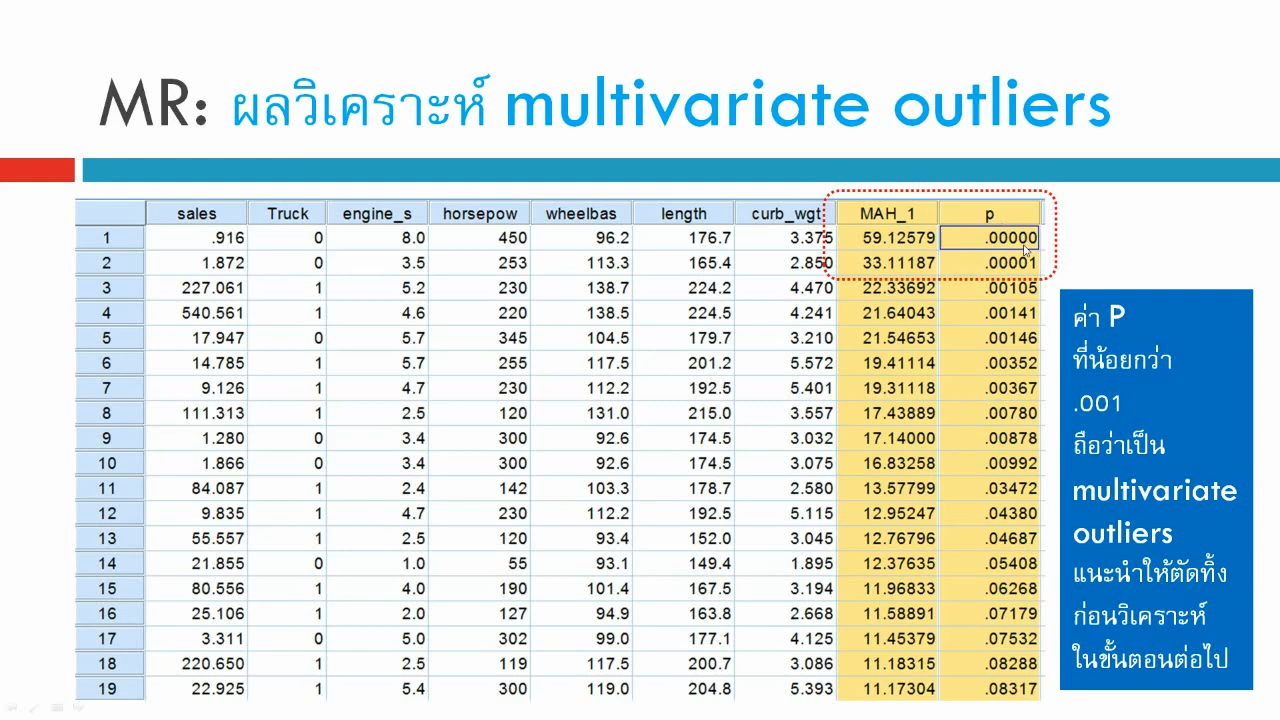 MR: ผลวิเคราะห์ multivariate outliers
sales Truck engine_s horsepow wheelbas length curb_wgt MAH_1 p
1 .916 0 8.0 450 96.2 176.7 3.375 59.12579 .00000
2 1.872 0 3.5 253 113.3 165.4 2.850 33.11187 .00001
3 227.061 1 5.2 230 138.7 224.2 4.470 22.33692 .00105
4 540.561 1 4.6 220 138.5 224.5 4.241 21.64043 .00141
5 17.947 0 5.7 345 104.5 179.7 3.210 21.54653 .00146
6 14.785 1 5.7 255 117.5 201.2 5.572 19.41114 .00352
7 9.126 1 4.7 230 112.2 192.5 5.401 19.31118 .00367
8 111.313 1 2.5 120 131.0 215.0 3.557 17.43889 .00780
9 1.280 0 3.4 300 92.6 174.5 3.032 17.14000 .00878
10 1.866 0 3.4 300 92.6 174.5 3.075 16.83258 .00992
11 84.087 1 2.4 142 103.3 178.7 2.580 13.57799 .03472
12 9.835 1 4.7 230 112.2 192.5 5.115 12.95247 .04380
13 55.557 1 2.5 120 93.4 152.0 3.045 12.76796 .04687
14 21.855 0 1.0 55 93.1 149.4 1.895 12.37635 .05408
15 80.556 1 4.0 190 101.4 167.5 3.194 11.96833 .06268
16 25.106 1 2.0 127 94.9 163.8 2.668 11.58891 .07179
17 3.311 0 5.0 302 99.0 177.1 4.125 11.45379 .07532
18 220.650 1 2.5 119 117.5 200.7 3.086 11.18315 .08288
19 22.925 1 5.4 300 119.0 204.8 5.393 11.17304 .08317
ค่า P
ที่น้อยกว่า
.001
ถือว่าเป็น
multivariate
outliers
แนะนำให้ตัดทิ้ง
ก่อนวิเคราะห์
ในขั้นตอนต่อไป